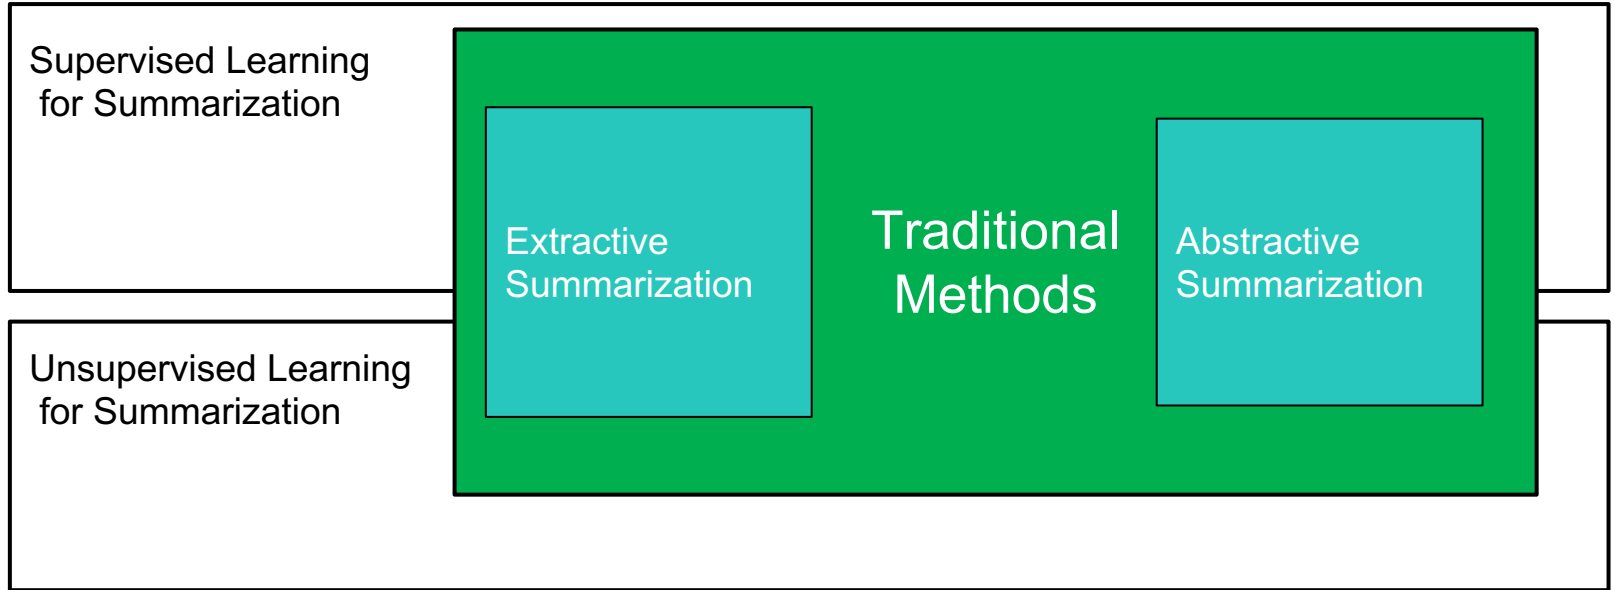 Supervised Learning
for Summarization
Extractive
Summarization
Traditional
Methods
Abstractive
Summarization
Unsupervised Learning
for Summarization